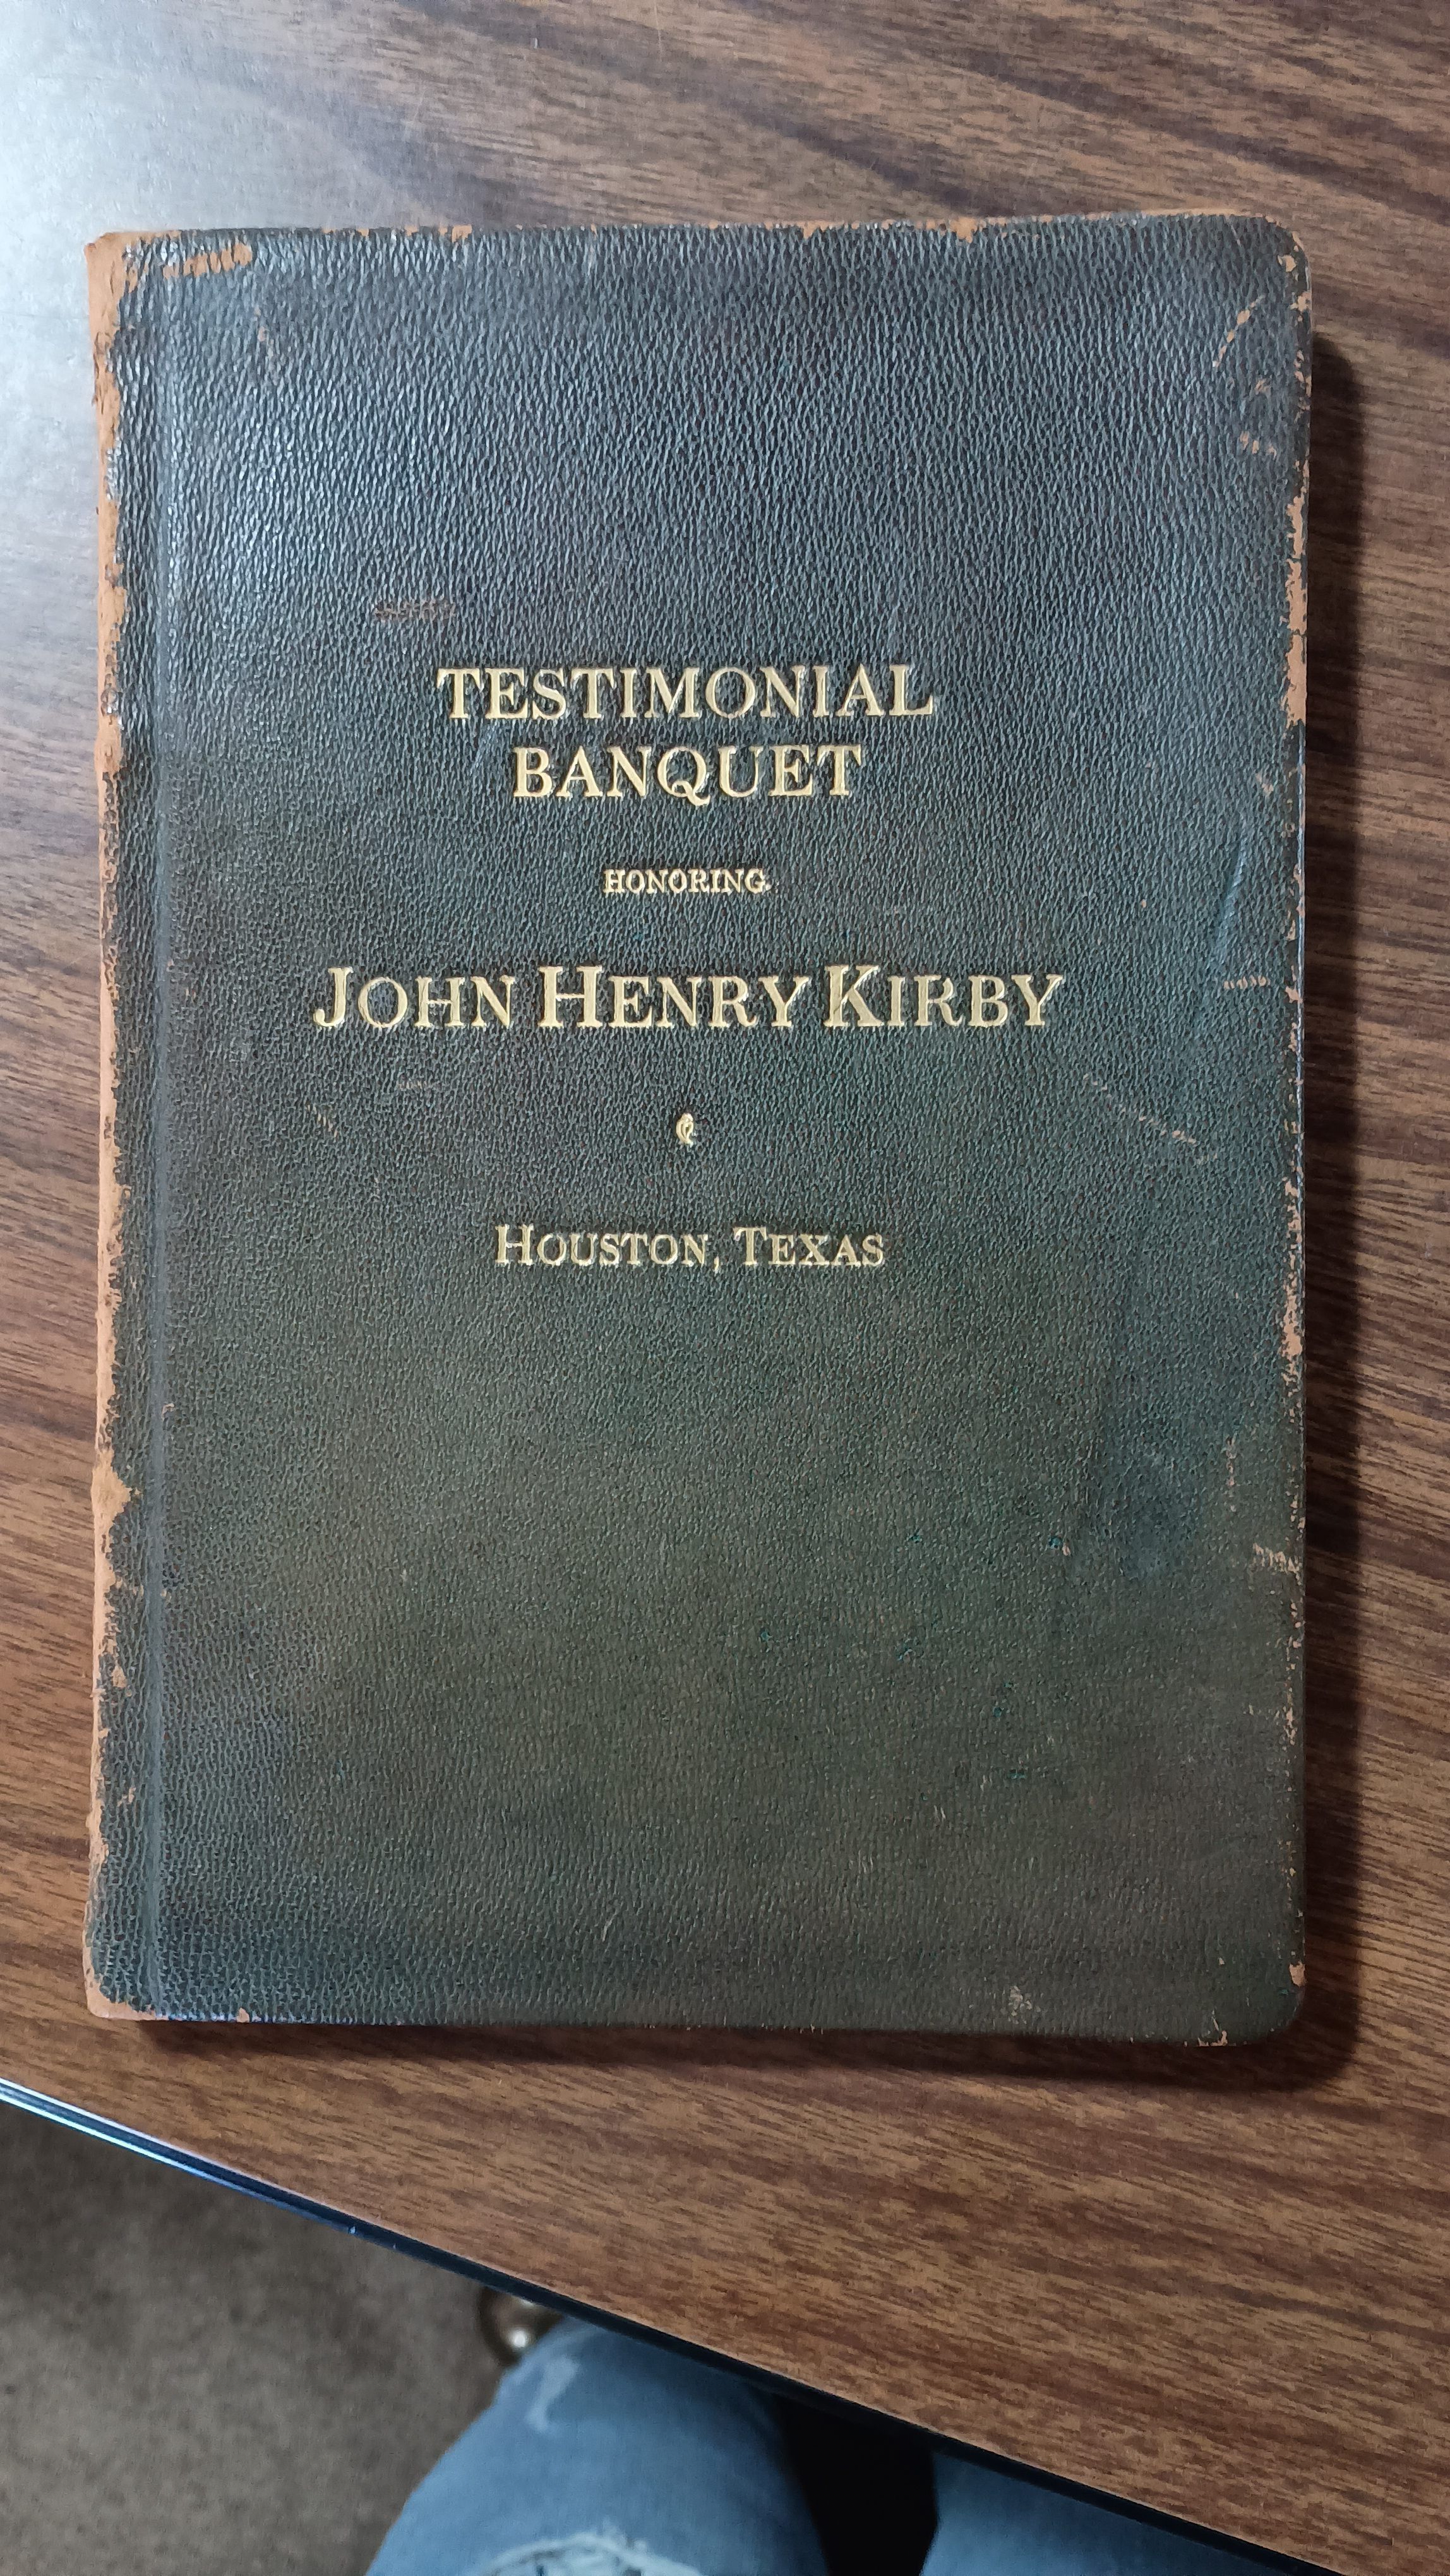 TESTIMONIAL
BANQUET
HONORING
JOHN HENRY KIRBY
HOUSTON, TEXAS